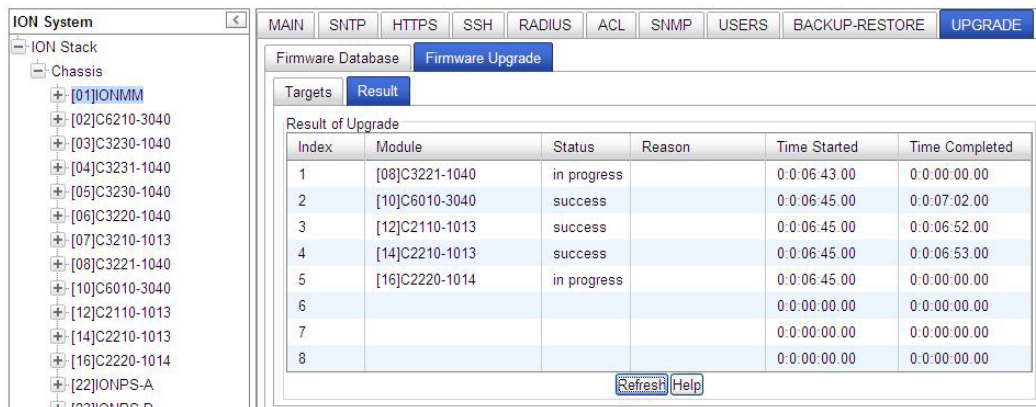 ION System
<
ION Stack
Chassis
[01]IONMM
[02]C6210-3040
[03]C3230-1040
[04]C3231-1040
[05]C3230-1040
[06]C3220-1040
[07]C3210-1013
[08]C3221-1040
[10]C6010-3040
[12]C2110-1013
[14]C2210-1013
[16]C2220-1014
[22]IONPS-A
MAIN SNTP HTTPS SSH RADIUS ACL SNMP USERS BACKUP-RESTORE UPGRADE
Firmware Database Firmware Upgrade
Targets Result
Result of Upgrade
Index Module Status Reason Time Started Time Completed
1 [08]C3221-1040 in progress 0:0:06:43.00 0:0:00:00.00
2 [10]C6010-3040 success 0:0:06:45.00 0:0:07:02.00
3 [12]C2110-1013 success 0:0:06:45.00 0:0:06:52.00
4 [14]C2210-1013 success 0:0:06:45.00 0:0:06:53.00
5 [16]C2220-1014 in progress 0:0:06:45.00 0:0:00:00.00
6 0:0:00:00.00 0:0:00:00.00
7 0:0:00:00.00 0:0:00:00.00
8 0:0:00:00.00 0:0:00:00.00
Refresh Help